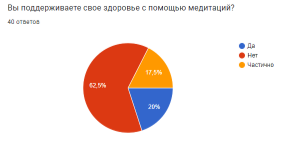 Вы поддерживаете свое здоровье с помощью медитаций?
40 ответов
Да
Нет
Частично
17,5%
62,5%
20%